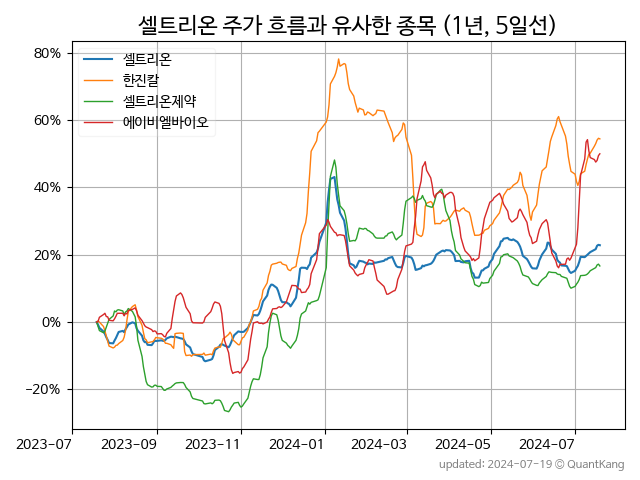 셀트리온 주가 흐름과 유사한 종목 (1년, 5일선)
셀트리온
한진칼
셀트리온제약
에이비엘바이오
80%
60%
40%
20%
0%
−20%
2023-07 2023-09 2023-11 2024-01 2024-03 2024-05 2024-07
updated: 2024-07-19 © QuantKang